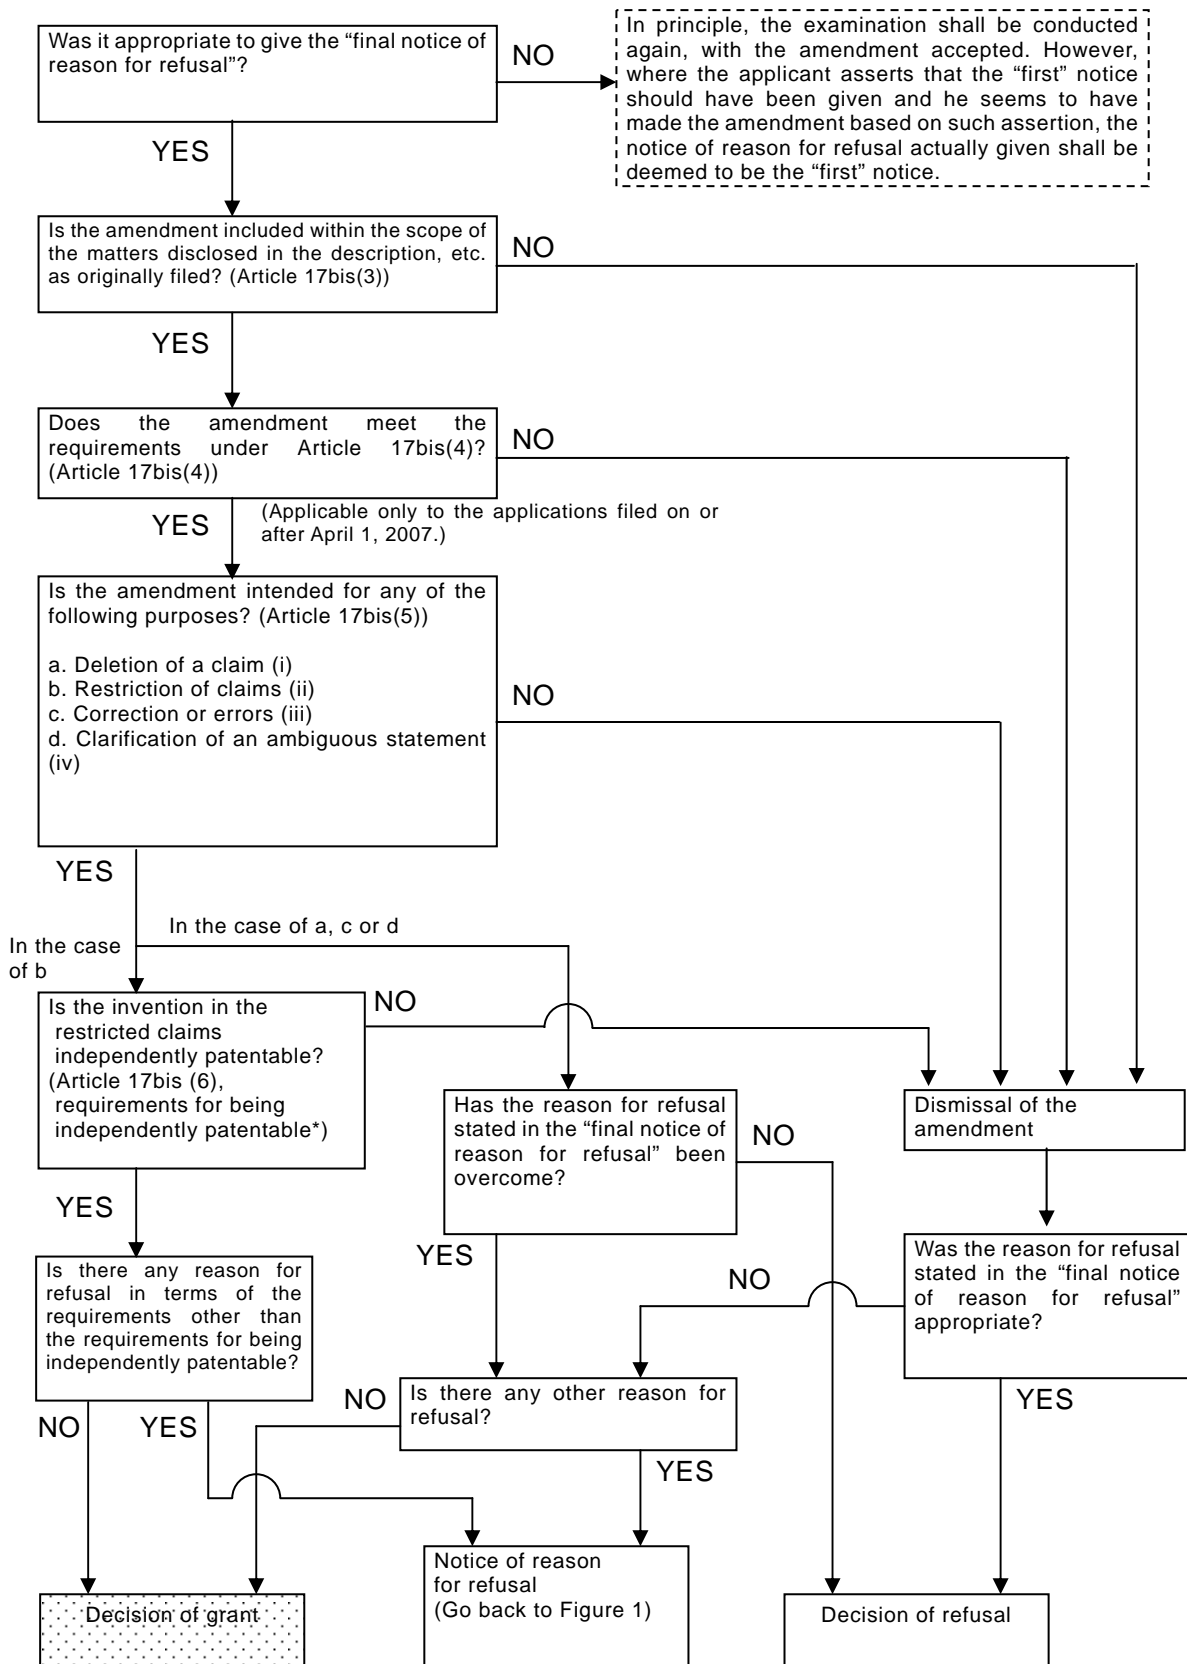 Was it appropriate to give the “final notice of
reason for refusal”?
NO
In principle, the examination shall be conducted
again, with the amendment accepted. However,
where the applicant asserts that the “first” notice
should have been given and he seems to have
made the amendment based on such assertion, the
notice of reason for refusal actually given shall be
deemed to be the “first” notice.
YES
Is the amendment included within the scope of
the matters disclosed in the description, etc.
as originally filed? (Article 17bis(3))
NO
YES
Does the amendment meet the
requirements under Article 17bis(4)?
(Article 17bis(4))
NO
YES
(Applicable only to the applications filed on or
after April 1, 2007.)
Is the amendment intended for any of the
following purposes? (Article 17bis(5))
a. Deletion of a claim (i)
b. Restriction of claims (ii)
c. Correction or errors (iii)
d. Clarification of an ambiguous statement
(iv)
NO
YES
In the case of a, c or d
In the case
of b
Is the invention in the
restricted claims
independently patentable?
(Article 17bis (6),
requirements for being
independently patentable*)
NO
Has the reason for refusal
stated in the “final notice of
reason for refusal” been
overcome?
NO
Dismissal of the
amendment
YES
YES
Is there any reason for
refusal in terms of the
requirements other than
the requirements for being
independently patentable?
Was the reason for refusal
stated in the “final notice
of reason for refusal”
appropriate?
NO
YES
Is there any other reason for
refusal?
NO
YES
NO
YES
Notice of reason
for refusal
(Go back to Figure 1)
Decision of grant
Decision of refusal